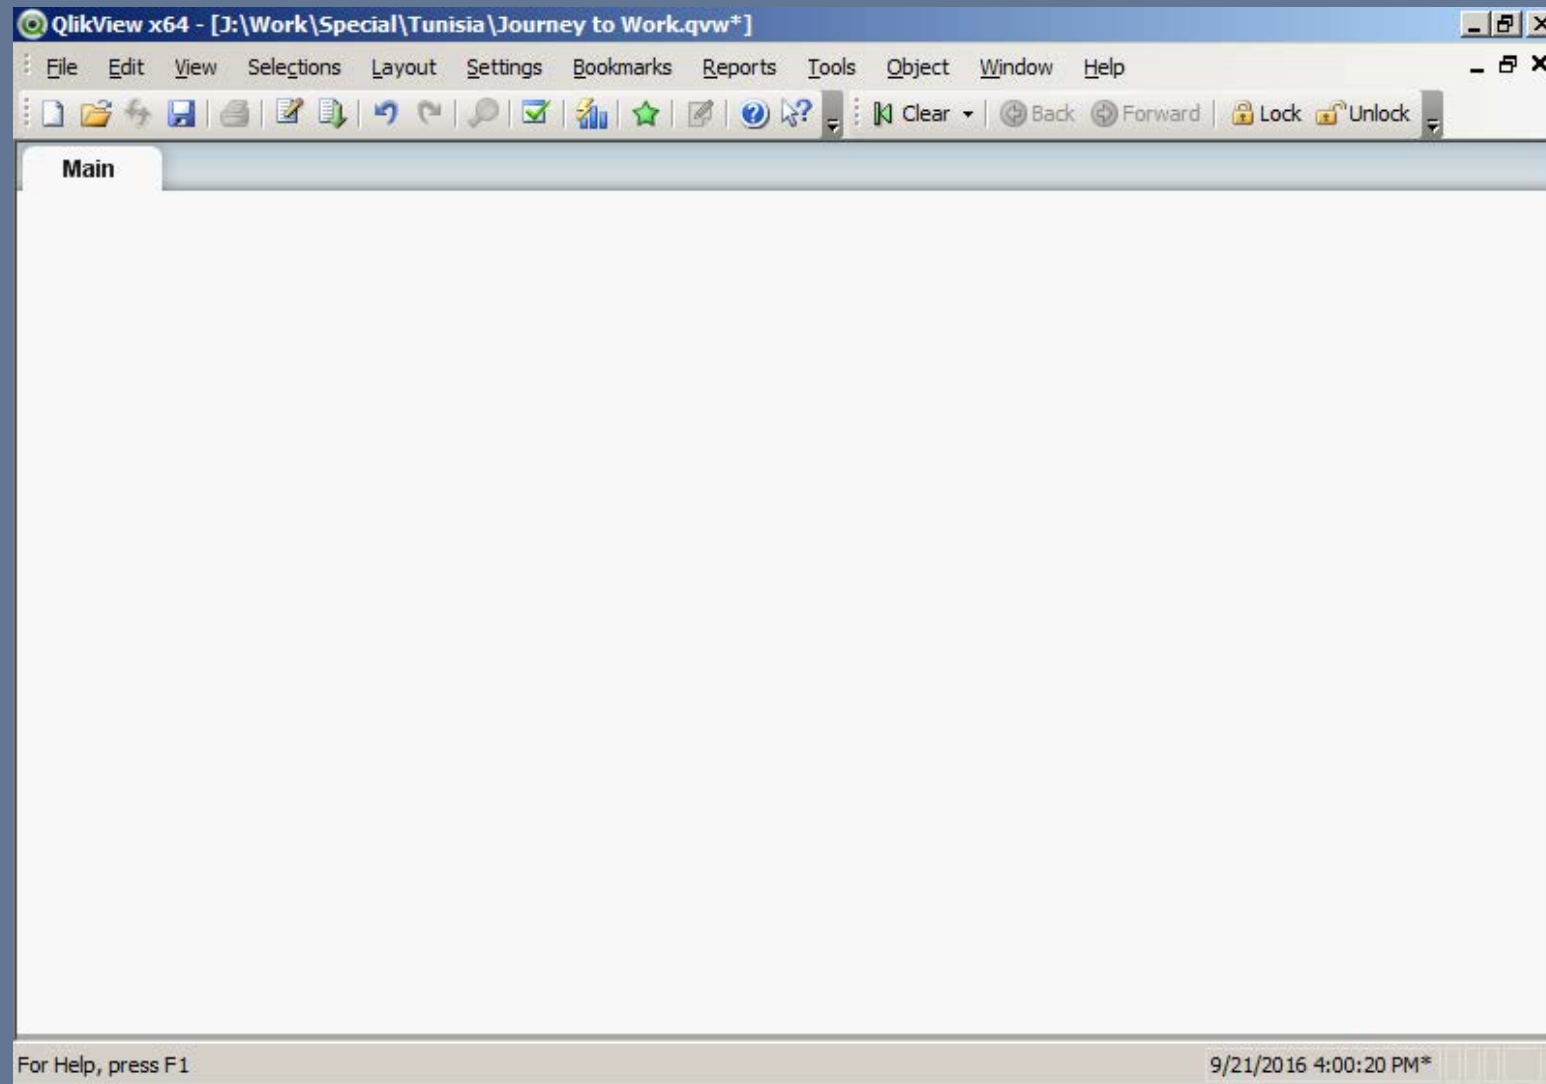 QlikView x64 - [J:\Work\Special\Tunisia\Journey to Work.qvw*]
File Edit View Selections Layout Settings Bookmarks Reports Tools Object Window Help
Clear Back Forward Lock Unlock
Main
For Help, press F1 9/21/2016 4:00:20 PM*